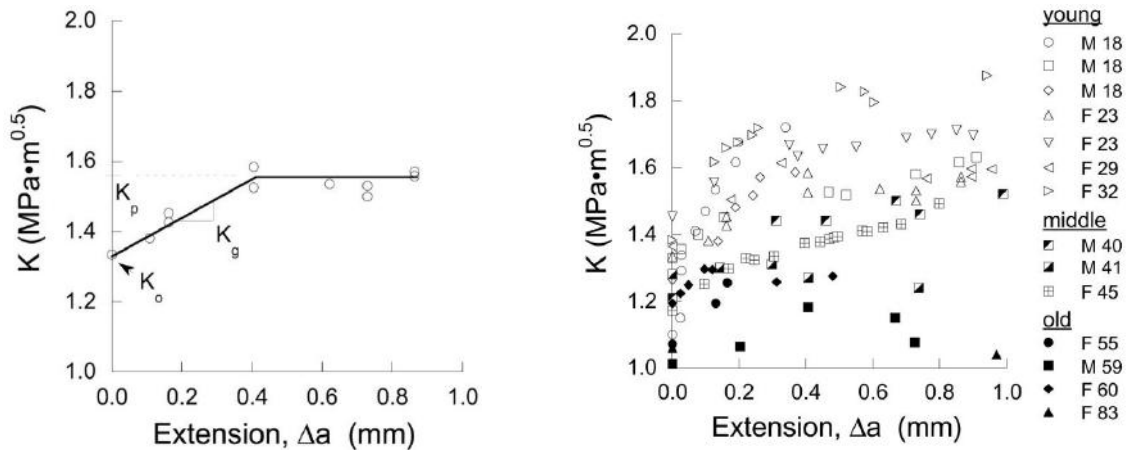 2.0
1.8
1.6
1.4
1.2
1.0
K (MPa•m^0.5)
K p
K g
K o
0.0 0.2 0.4 0.6 0.8 1.0
Extension, Δa (mm)
2.0
1.8
1.6
1.4
1.2
1.0
K (MPa•m^0.5)
0.0 0.2 0.4 0.6 0.8 1.0
Extension, Δa (mm)
young
M 18
M 18
M 18
F 23
F 23
F 29
F 32
middle
M 40
M 41
F 45
old
F 55
M 59
F 60
F 83